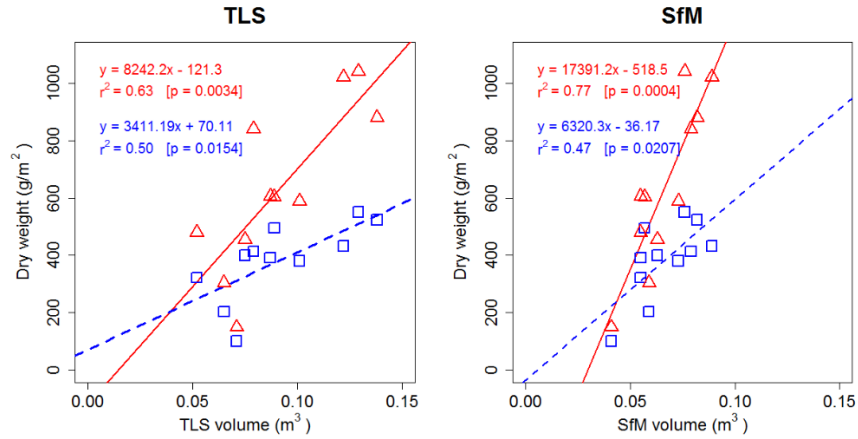 TLS
y = 8242.2x - 121.3
r² = 0.63 [p = 0.0034]
y = 3411.19x + 70.11
r² = 0.50 [p = 0.0154]
Dry weight (g/m²)
0
200
400
600
800
1000
0.00
0.05
0.10
0.15
TLS volume (m³)
SfM
y = 17391.2x - 518.5
r² = 0.77 [p = 0.0004]
y = 6320.3x - 36.17
r² = 0.47 [p = 0.0207]
Dry weight (g/m²)
0
200
400
600
800
1000
0.00
0.05
0.10
0.15
SfM volume (m³)